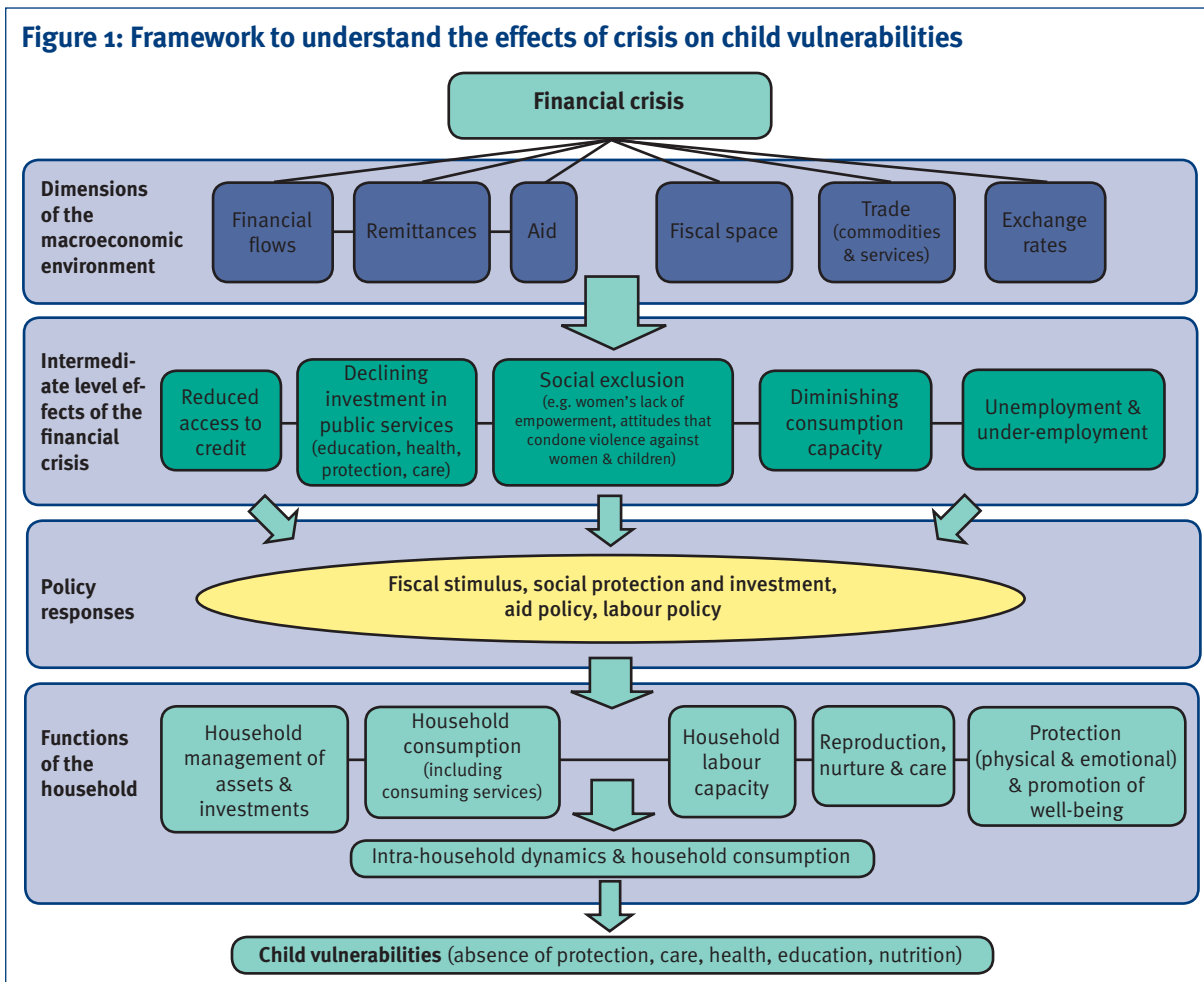 Figure 1: Framework to understand the effects of crisis on child vulnerabilities
Financial crisis
Dimensions
of the
macroeconomic
environment
Financial
flows
Remittances
Aid
Fiscal space
Trade
(commodities
& services)
Exchange
rates
Intermedi-
ate level ef-
fects of the
financial
crisis
Reduced
access to
credit
Declining
investment in
public services
(education, health,
protection, care)
Social exclusion
(e.g. women's lack of
empowerment, attitudes that
condone violence against
women & children)
Diminishing
consumption
capacity
Unemployment &
under-employment
Policy
responses
Fiscal stimulus, social protection and investment,
aid policy, labour policy
Functions
of the
household
Household
management of
assets &
investments
Household
consumption
(including
consuming services)
Household
labour
capacity
Reproduction,
nurture & care
Protection
(physical & emotional)
& promotion of
well-being
Intra-household dynamics & household consumption
Child vulnerabilities (absence of protection, care, health, education, nutrition)